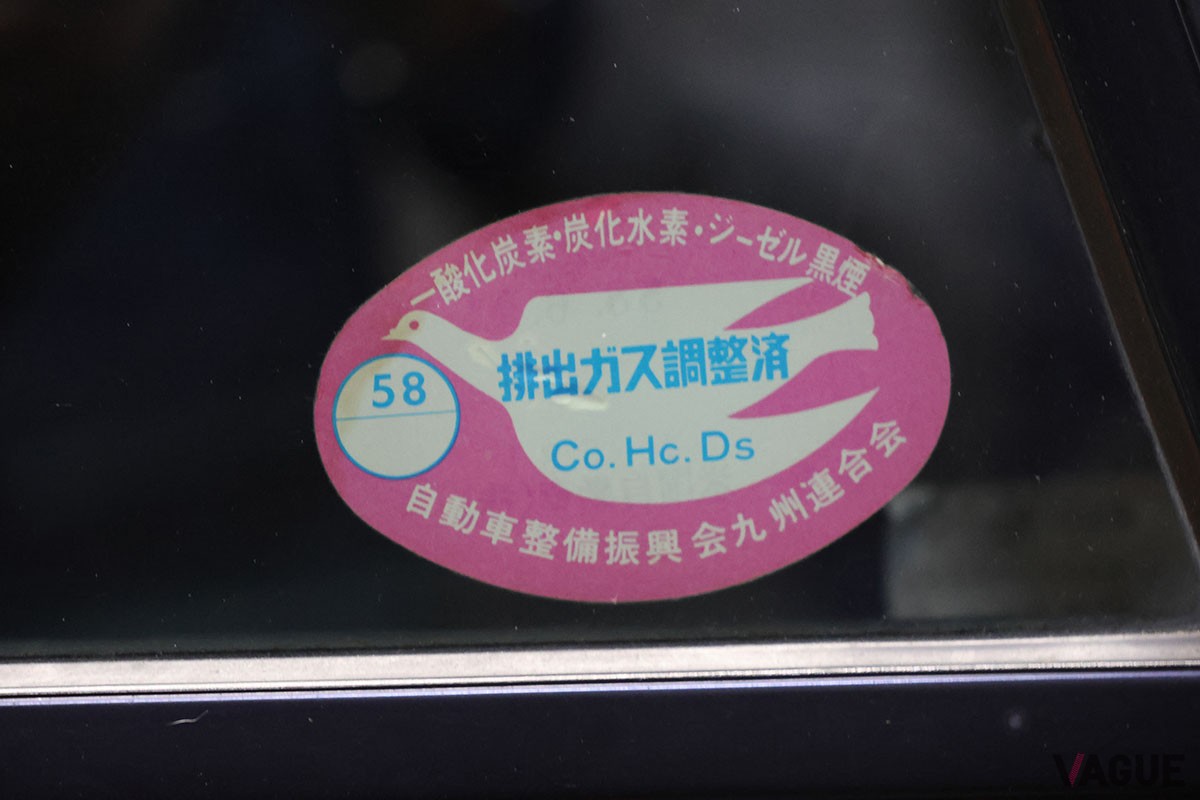 一酸化炭素・炭化水素・ジーゼル黒煙
排出ガス調整済
58
Co. Hc. Ds
自動車整備振興会九州連合会
VAGUE